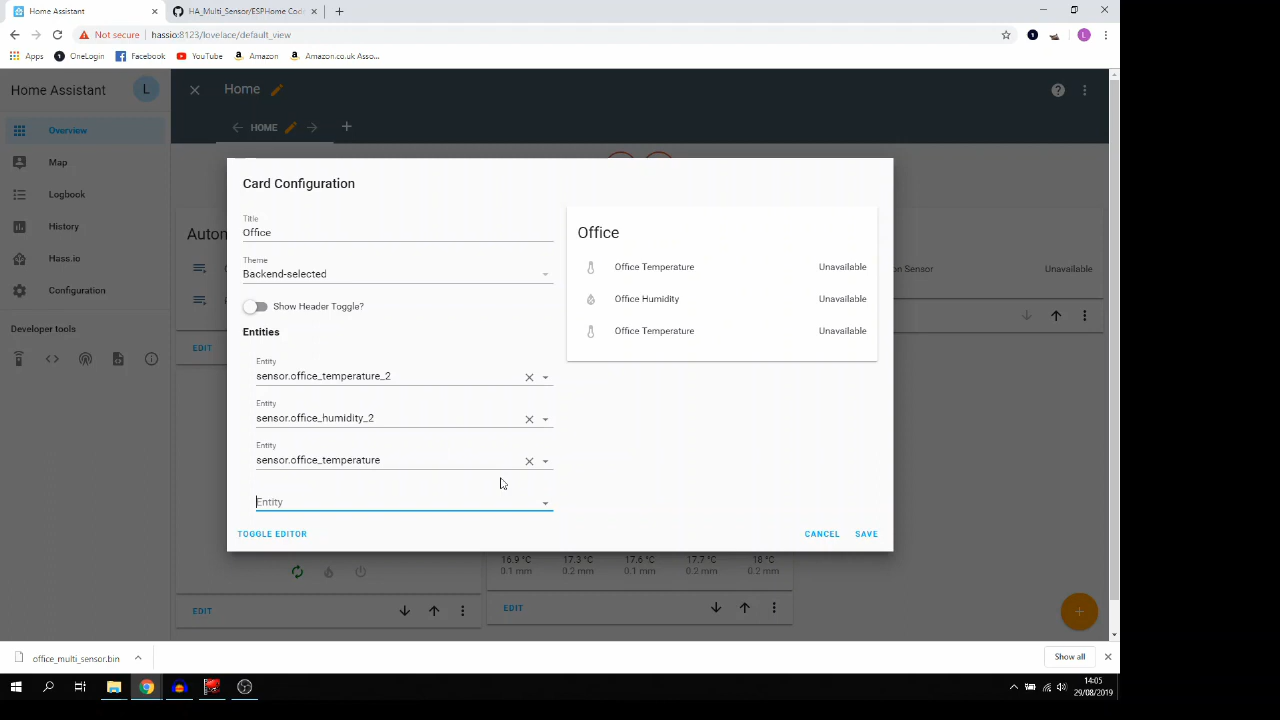 Home Assistant
HA_Multi_Sensor/ESPHome Cod
Not secure
hassio:8123/lovelace/default_view
L
Apps
OneLogin
Facebook
YouTube
Amazon
Amazon.co.uk Asso...
Home Assistant
L
Home
Overview
HOME
Map
Logbook
History
Hass.io
Configuration
Developer tools
Card Configuration
Title
Office
Theme
Backend-selected
Show Header Toggle?
Entities
Entity
sensor.office_temperature_2
Entity
sensor.office_humidity_2
Entity
sensor.office_temperature
Entity
TOGGLE EDITOR
CANCEL
SAVE
Office
Office Temperature
Unavailable
Office Humidity
Unavailable
Office Temperature
Unavailable
Autom
on Sensor
Unavailable
EDIT
16.9 °C 17.3 °C 17.6 °C 17.7 °C 16 °C
0.1 mm 0.2 mm 0.1 mm 0.2 mm 0.2 mm
EDIT
EDIT
office_multi_sensor.bin
Show all
14:05
29/08/2019